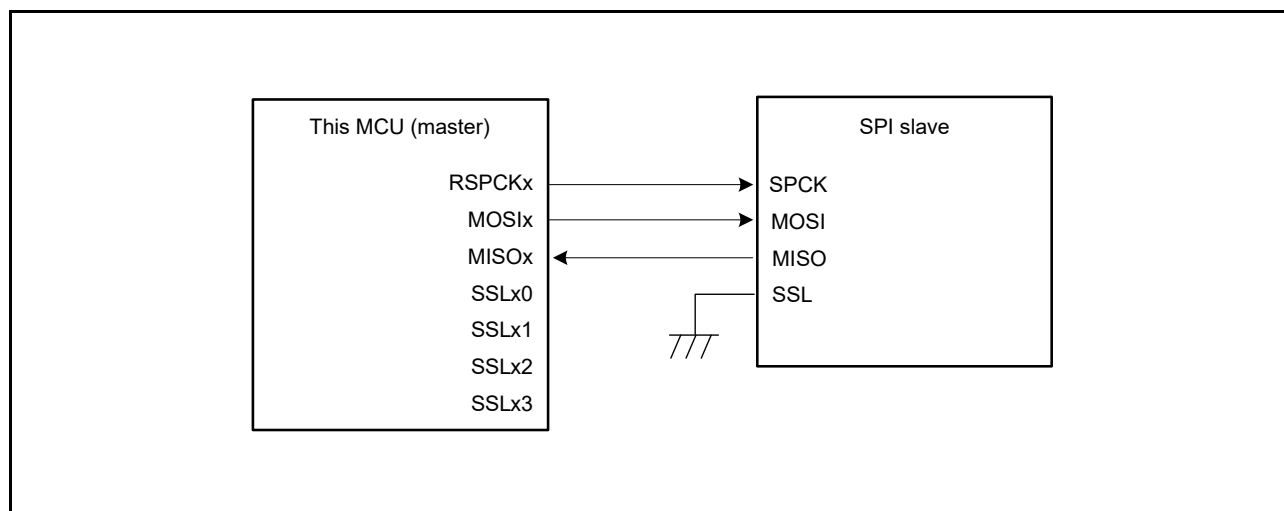 This MCU (master)
RSPCKx
MOSIx
MISOx
SSLx0
SSLx1
SSLx2
SSLx3
SPI slave
SPCK
MOSI
MISO
SSL